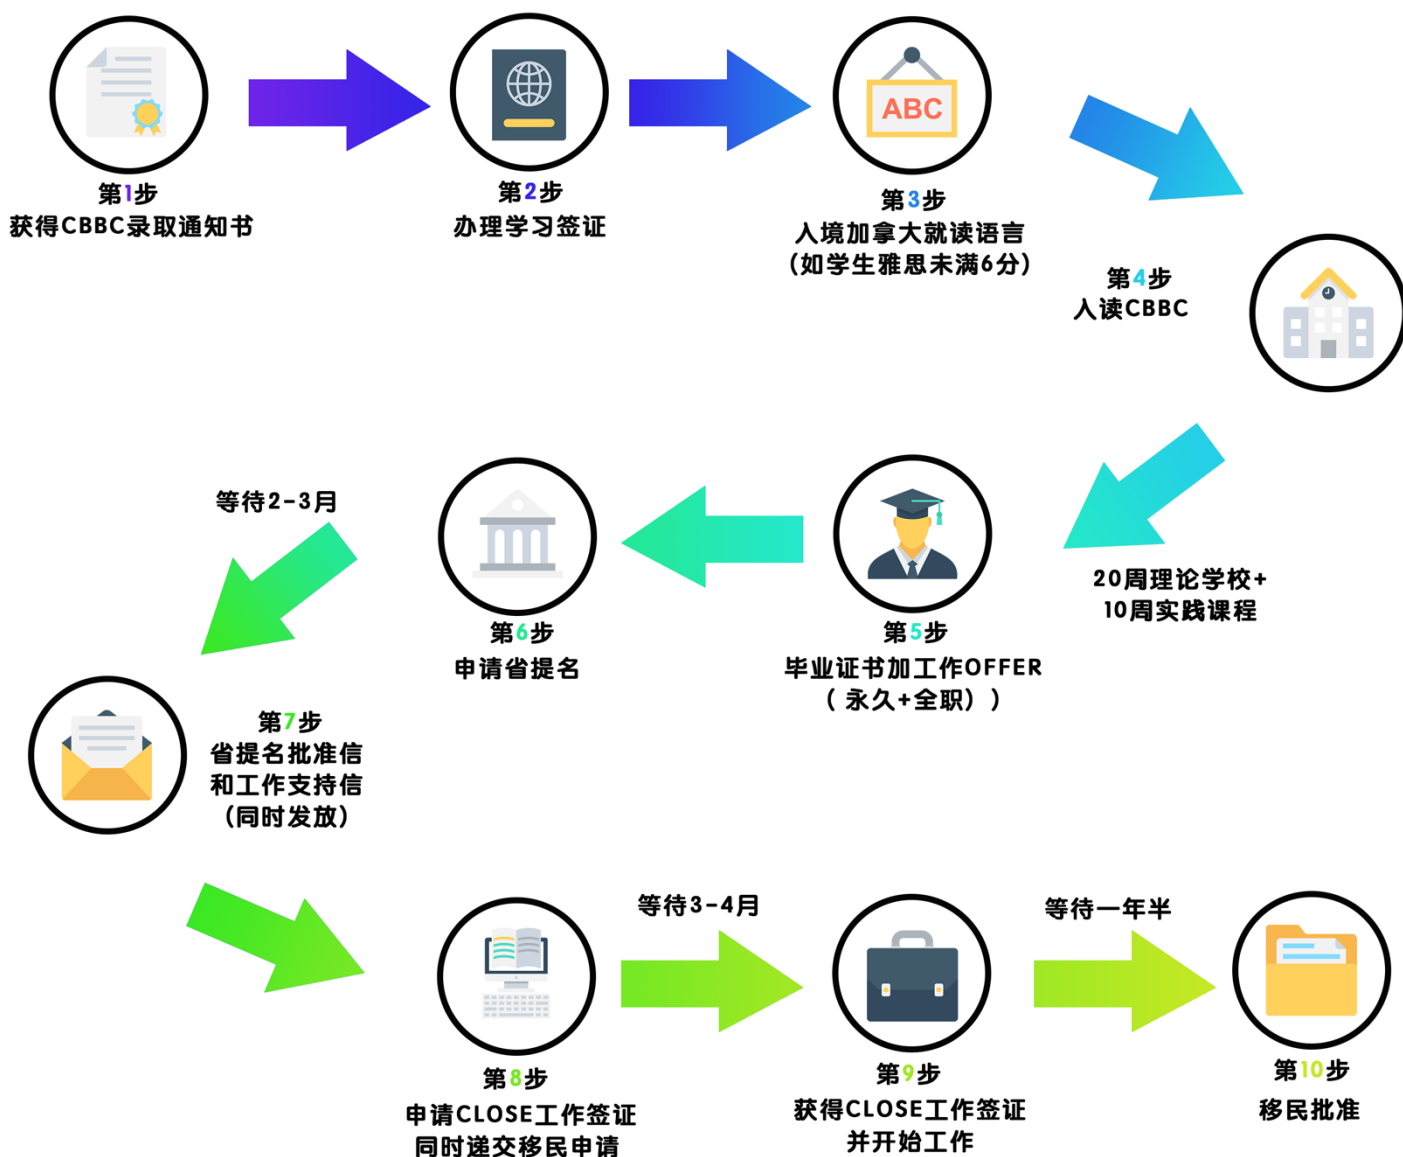 ABC
第1步
获得CBBC录取通知书
第2步
办理学习签证
第3步
入境加拿大就读语言
（如学生雅思未满6分）
第4步
入读CBBC
20周理论学校+
10周实践课程
第5步
毕业证书加工作OFFER
（ 永久+全职））
第6步
申请省提名
等待2-3月
第7步
省提名批准信
和工作支持信
（同时发放）
第8步
申请CLOSE工作签证
同时递交移民申请
等待3-4月
第9步
获得CLOSE工作签证
并开始工作
等待一年半
第10步
移民批准